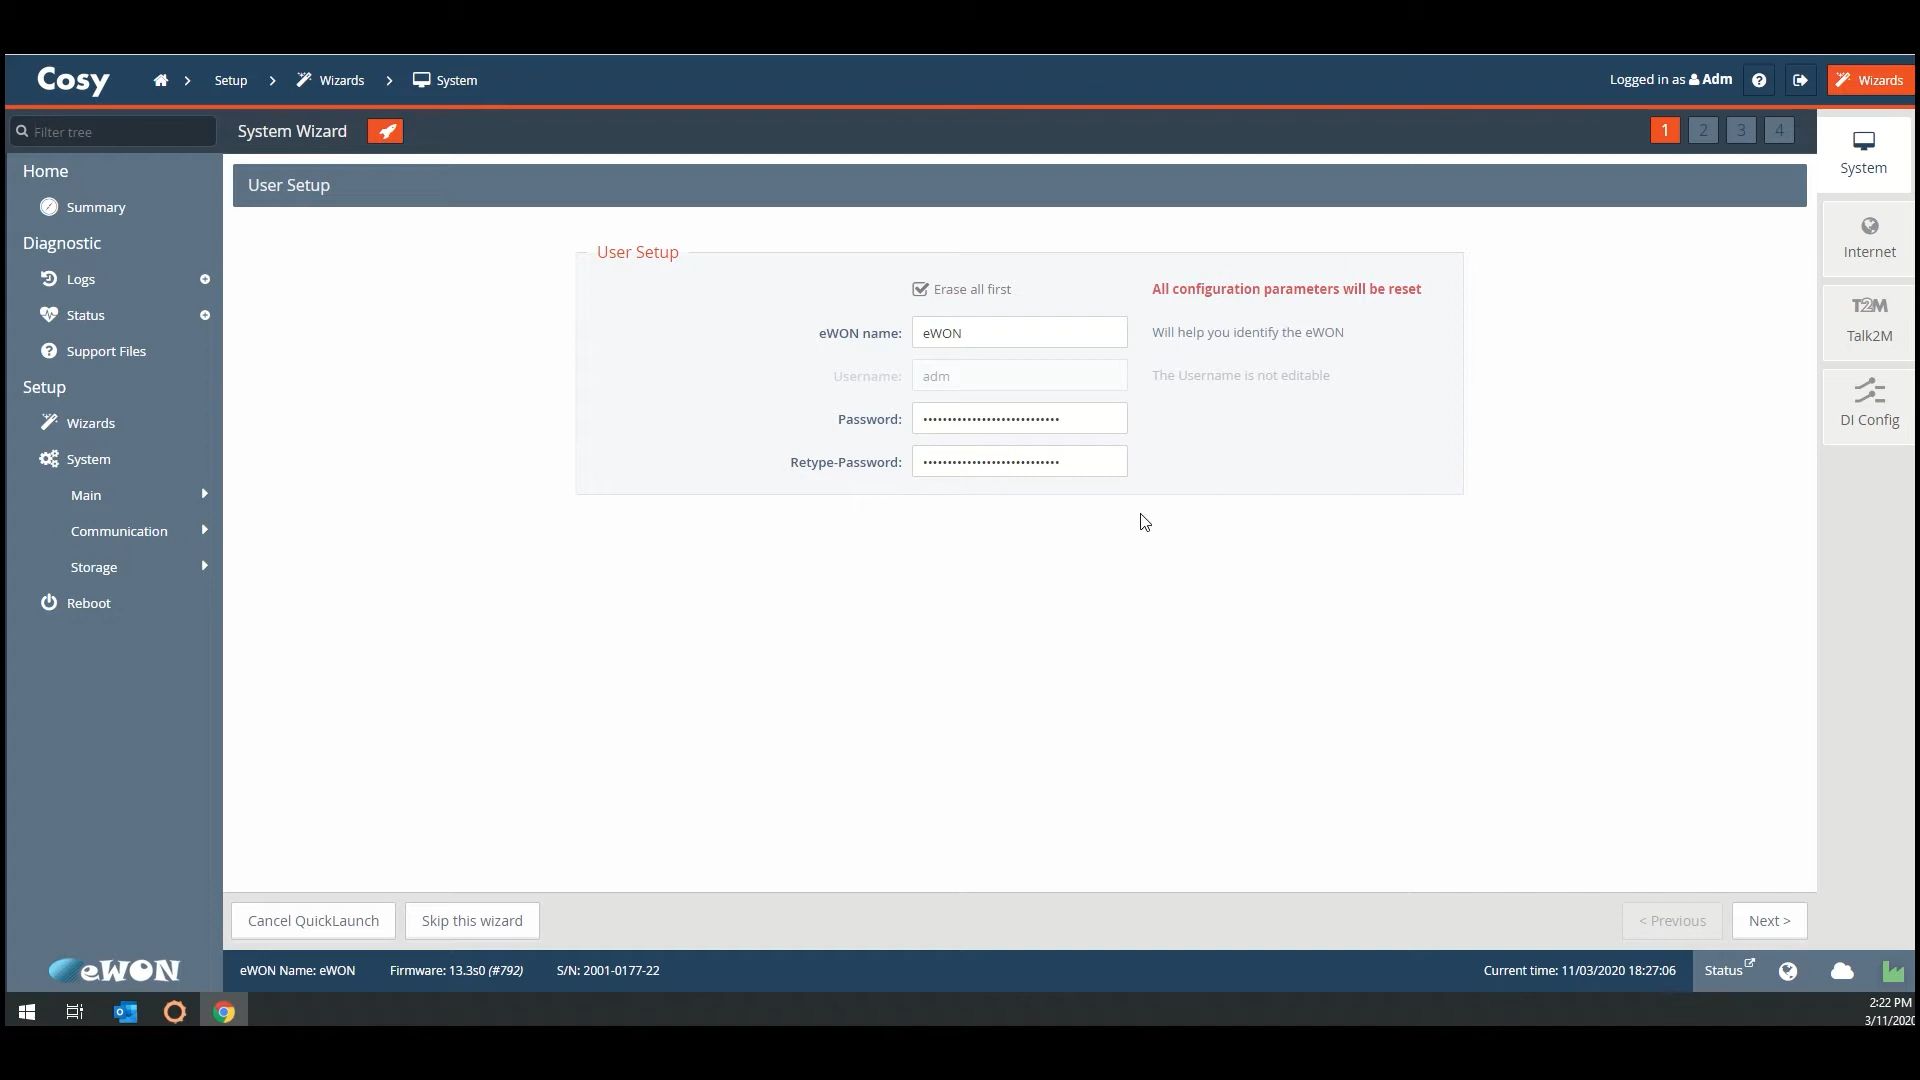 Cosy
Setup
Wizards
System
Logged in as Adm
Wizards
Filter tree
System Wizard
1 2 3 4
Home
Summary
Diagnostic
Logs
Status
Support Files
Setup
Wizards
System
Main
Communication
Storage
Reboot
eWON
User Setup
User Setup
Erase all first All configuration parameters will be reset
eWON name: eWON Will help you identify the eWON
Username: adm The Username is not editable
Password: •••••••••••••••••••••••••••
Retype-Password: •••••••••••••••••••••••••••
System
Internet
T2M
Talk2M
DI Config
Cancel QuickLaunch Skip this wizard < Previous Next >
eWON Name: eWON Firmware: 13.3s0 (#792) S/N: 2001-0177-22 Current time: 11/03/2020 18:27:06 Status
2:22 PM
3/11/2020